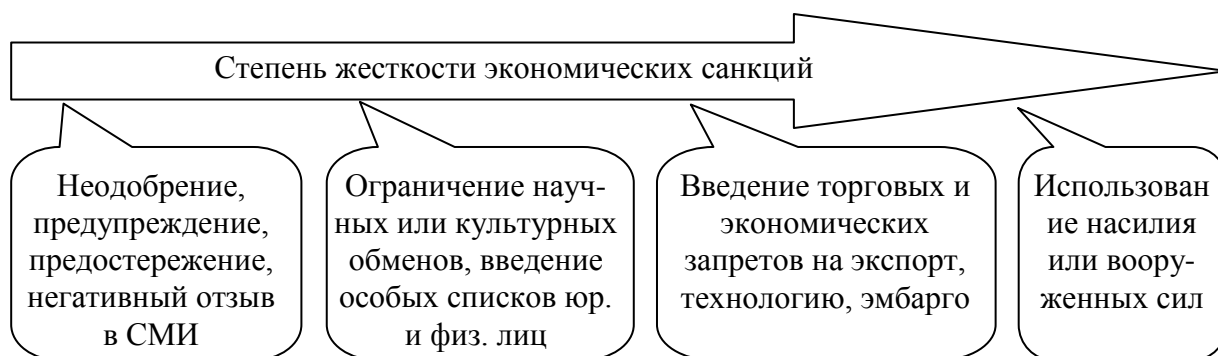 Степень жесткости экономических санкций
Неодобрение,
предупреждение,
предостережение,
негативный отзыв
в СМИ
Ограничение науч-
ных или культурных
обменов, введение
особых списков юр.
и физ. лиц
Введение торговых и
экономических
запретов на экспорт,
технологию, эмбарго
Использован
ие насилия
или воору-
женных сил